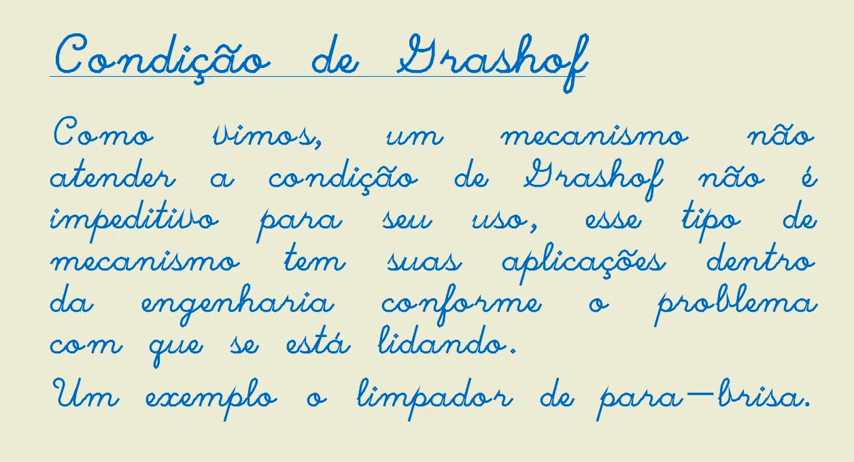 Condição de Grashof
Como vimos, um mecanismo não
atender a condição de Grashof não é
impeditivo para seu uso, esse tipo de
mecanismo tem suas aplicações dentro
da engenharia conforme o problema
com que se está lidando.
Um exemplo o limpador de para-brisa.